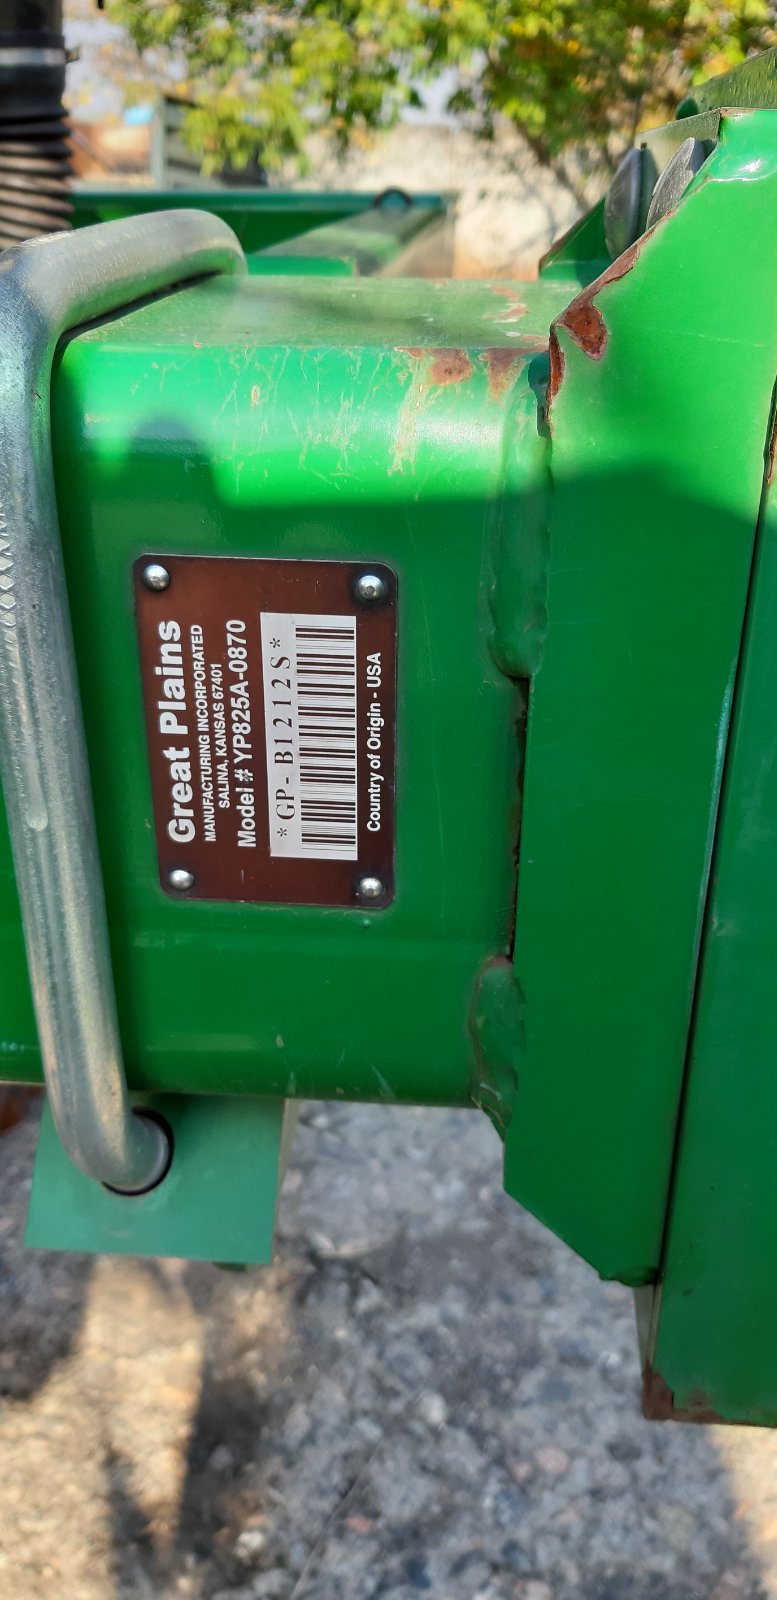 Great Plains
MANUFACTURING INCORPORATED
SALINA, KANSAS 67401
Model # YP825A-0870
*GP-B1212S*
Country of Origin - USA